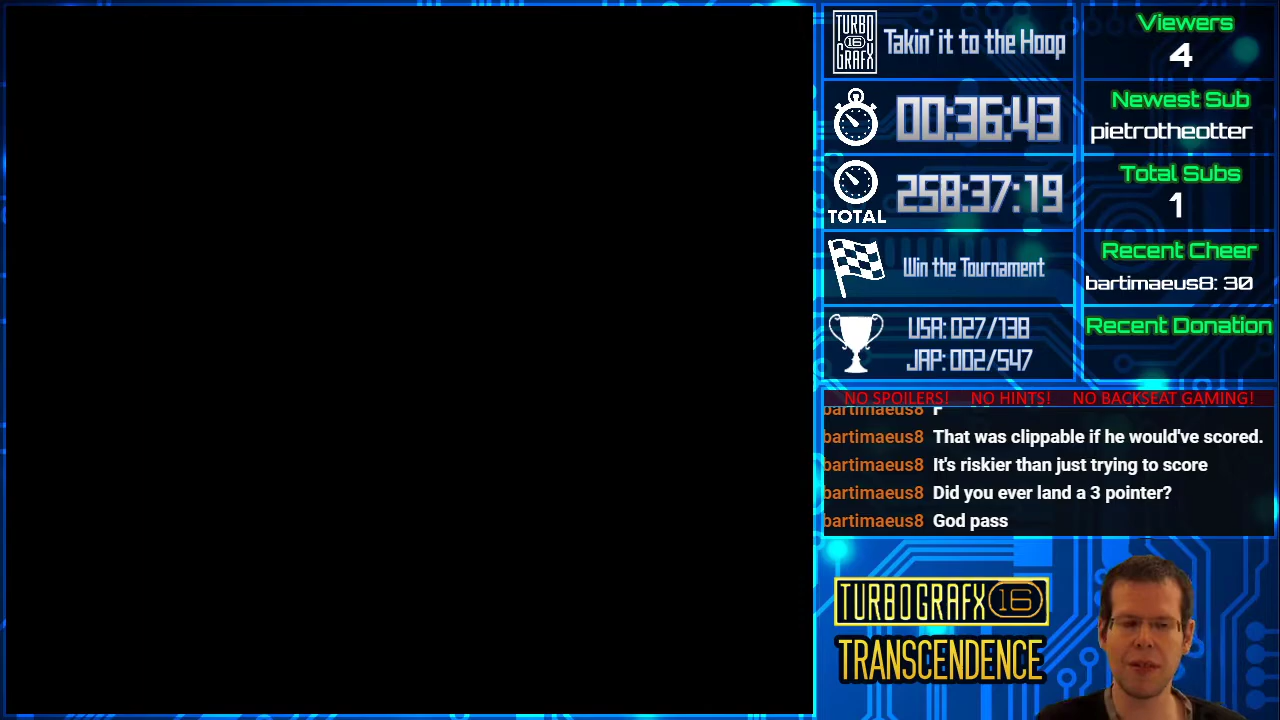 TURBO
16
GRAFX
Takin' it to the Hoop
00:36:43
258:37:19
TOTAL
Win the Tournament
USA: 027/138
JAP: 002/547
Viewers
4
Newest Sub
pietrotheotter
Total Subs
1
Recent Cheer
bartimaeus8: 30
Recent Donation
NO SPOILERS! NO HINTS! NO BACKSEAT GAMING!
bartimaeus8 F
bartimaeus8 That was clippable if he would've scored.
bartimaeus8 It's riskier than just trying to score
bartimaeus8 Did you ever land a 3 pointer?
bartimaeus8 God pass
TURBOGRAFX 16
TRANSCENDENCE